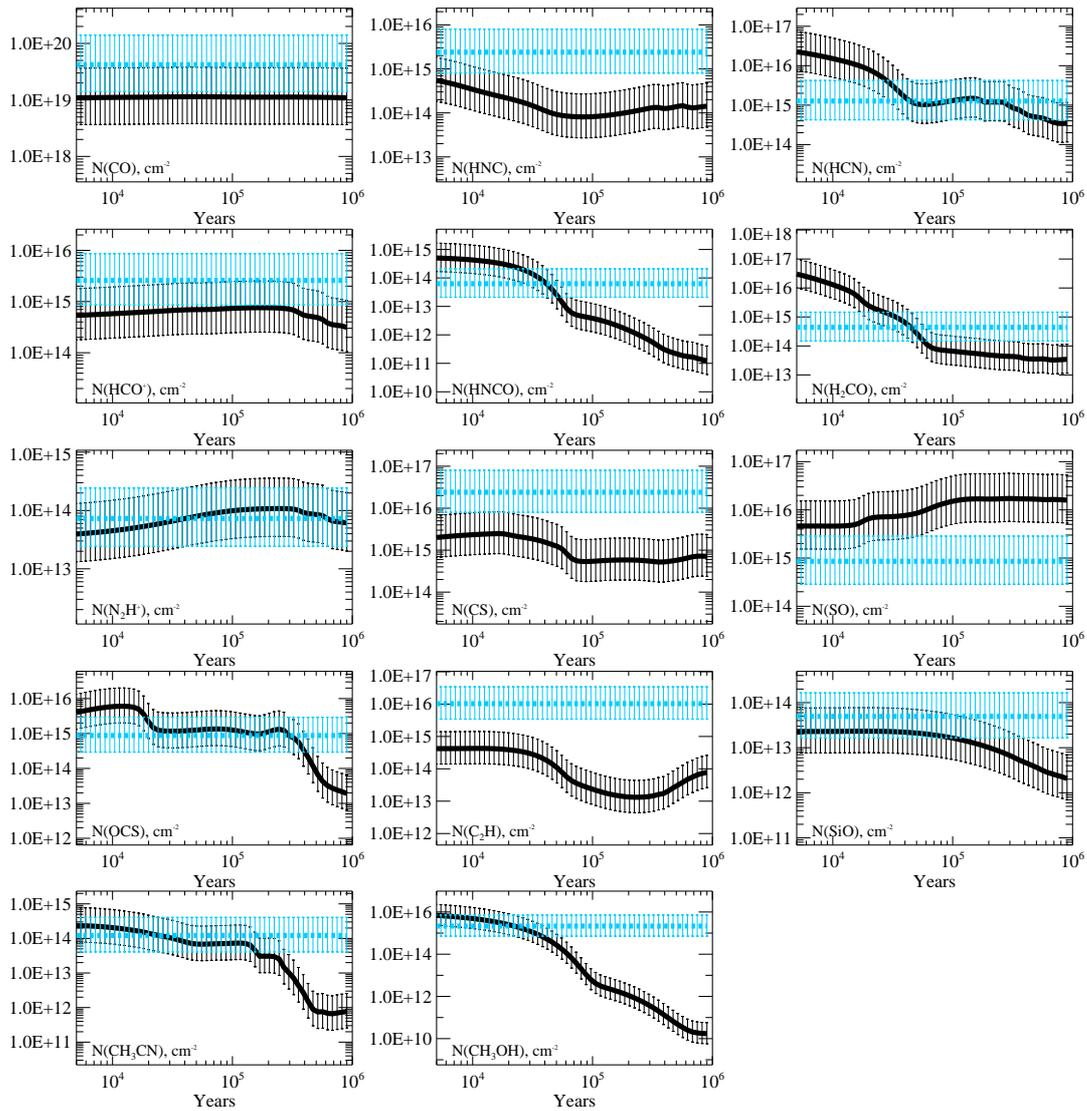 1.0E+20
1.0E+19
1.0E+18
N(CO), cm⁻²
10⁴ 10⁵ 10⁶
Years
1.0E+16
1.0E+15
1.0E+14
1.0E+13
N(HNC), cm⁻²
10⁴ 10⁵ 10⁶
Years
1.0E+17
1.0E+16
1.0E+15
1.0E+14
N(HCN), cm⁻²
10⁴ 10⁵ 10⁶
Years
1.0E+16
1.0E+15
1.0E+14
N(HCO⁺), cm⁻²
10⁴ 10⁵ 10⁶
Years
1.0E+15
1.0E+14
1.0E+13
1.0E+12
1.0E+11
1.0E+10
N(HNCO), cm⁻²
10⁴ 10⁵ 10⁶
Years
1.0E+18
1.0E+17
1.0E+16
1.0E+15
1.0E+14
1.0E+13
N(H₂CO), cm⁻²
10⁴ 10⁵ 10⁶
Years
1.0E+15
1.0E+14
1.0E+13
N(N₂H⁺), cm⁻²
10⁴ 10⁵ 10⁶
Years
1.0E+17
1.0E+16
1.0E+15
1.0E+14
N(CS), cm⁻²
10⁴ 10⁵ 10⁶
Years
1.0E+17
1.0E+16
1.0E+15
1.0E+14
N(SO), cm⁻²
10⁴ 10⁵ 10⁶
Years
1.0E+16
1.0E+15
1.0E+14
1.0E+13
1.0E+12
N(OCS), cm⁻²
10⁴ 10⁵ 10⁶
Years
1.0E+17
1.0E+16
1.0E+15
1.0E+14
1.0E+13
1.0E+12
N(C₂H), cm⁻²
10⁴ 10⁵ 10⁶
Years
1.0E+14
1.0E+13
1.0E+12
1.0E+11
N(SiO), cm⁻²
10⁴ 10⁵ 10⁶
Years
1.0E+15
1.0E+14
1.0E+13
1.0E+12
1.0E+11
N(CH₃CN), cm⁻²
10⁴ 10⁵ 10⁶
Years
1.0E+16
1.0E+14
1.0E+12
1.0E+10
N(CH₃OH), cm⁻²
10⁴ 10⁵ 10⁶
Years